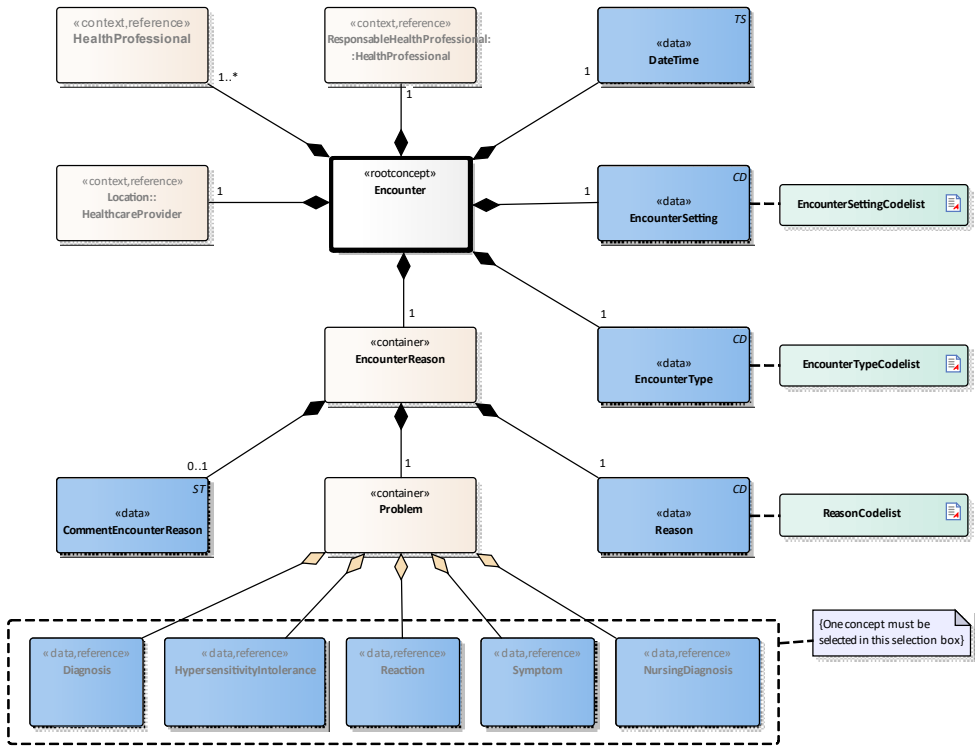 «context,reference»
HealthProfessional
«context,reference»
ResponsableHealthProfessional:
:HealthProfessional
TS
«data»
DateTime
1..*
1
1
«context,reference»
Location::
HealthcareProvider
1
«rootconcept»
Encounter
1
CD
«data»
EncounterSetting
EncounterSettingCodelist
1
1
«container»
EncounterReason
CD
«data»
EncounterType
EncounterTypeCodelist
0..1
1
1
ST
«data»
CommentEncounterReason
«container»
Problem
CD
«data»
Reason
ReasonCodelist
{One concept must be
selected in this selection box}
«data,reference»
Diagnosis
«data,reference»
HypersensitivityIntolerance
«data,reference»
Reaction
«data,reference»
Symptom
«data,reference»
NursingDiagnosis